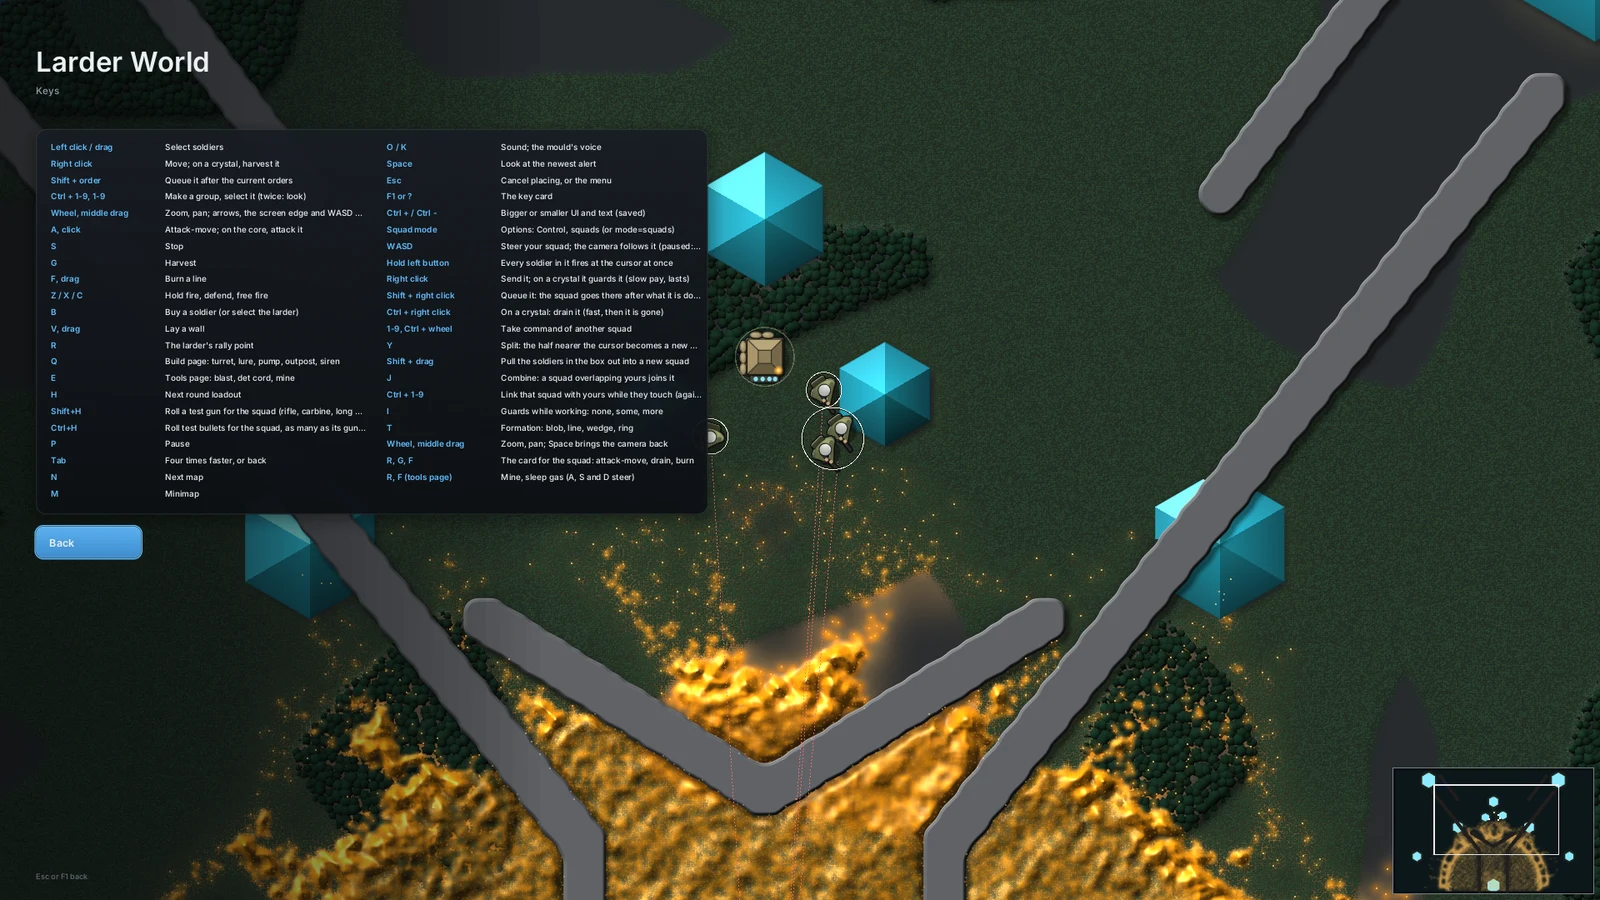 Larder World
Keys
Left click / drag Select soldiers
Right click Move; on a crystal, harvest it
Shift + order Queue it after the current orders
Ctrl + 1-9, 1-9 Make a group, select it (twice: look)
Wheel, middle drag Zoom, pan; arrows, the screen edge and WASD ...
A, click Attack-move; on the core, attack it
S Stop
G Harvest
F, drag Burn a line
Z / X / C Hold fire, defend, free fire
B Buy a soldier (or select the larder)
V, drag Lay a wall
R The larder's rally point
Q Build page: turret, lure, pump, outpost, siren
E Tools page: blast, det cord, mine
H Next round loadout
Shift+H Roll a test gun for the squad (rifle, carbine, long ...
Ctrl+H Roll test bullets for the squad, as many as its gun...
P Pause
Tab Four times faster, or back
N Next map
M Minimap
O / K Sound; the mould's voice
Space Look at the newest alert
Esc Cancel placing, or the menu
F1 or ? The key card
Ctrl + / Ctrl - Bigger or smaller UI and text (saved)
Squad mode Options: Control, squads (or mode=squads)
WASD Steer your squad; the camera follows it (paused:...
Hold left button Every soldier in it fires at the cursor at once
Right click Send it; on a crystal it guards it (slow pay, lasts)
Shift + right click Queue it: the squad goes there after what it is do...
Ctrl + right click On a crystal: drain it (fast, then it is gone)
1-9, Ctrl + wheel Take command of another squad
Y Split: the half nearer the cursor becomes a new ...
Shift + drag Pull the soldiers in the box out into a new squad
J Combine: a squad overlapping yours joins it
Ctrl + 1-9 Link that squad with yours while they touch (agai...
I Guards while working: none, some, more
T Formation: blob, line, wedge, ring
Wheel, middle drag Zoom, pan; Space brings the camera back
R, G, F The card for the squad: attack-move, drain, burn
R, F (tools page) Mine, sleep gas (A, S and D steer)
Back
Esc or F1 back